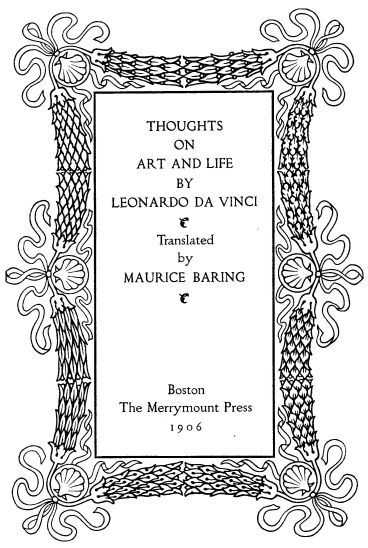 THOUGHTS
ON
ART AND LIFE
BY
LEONARDO DA VINCI
Translated
by
MAURICE BARING
Boston
The Merrymount Press
1906